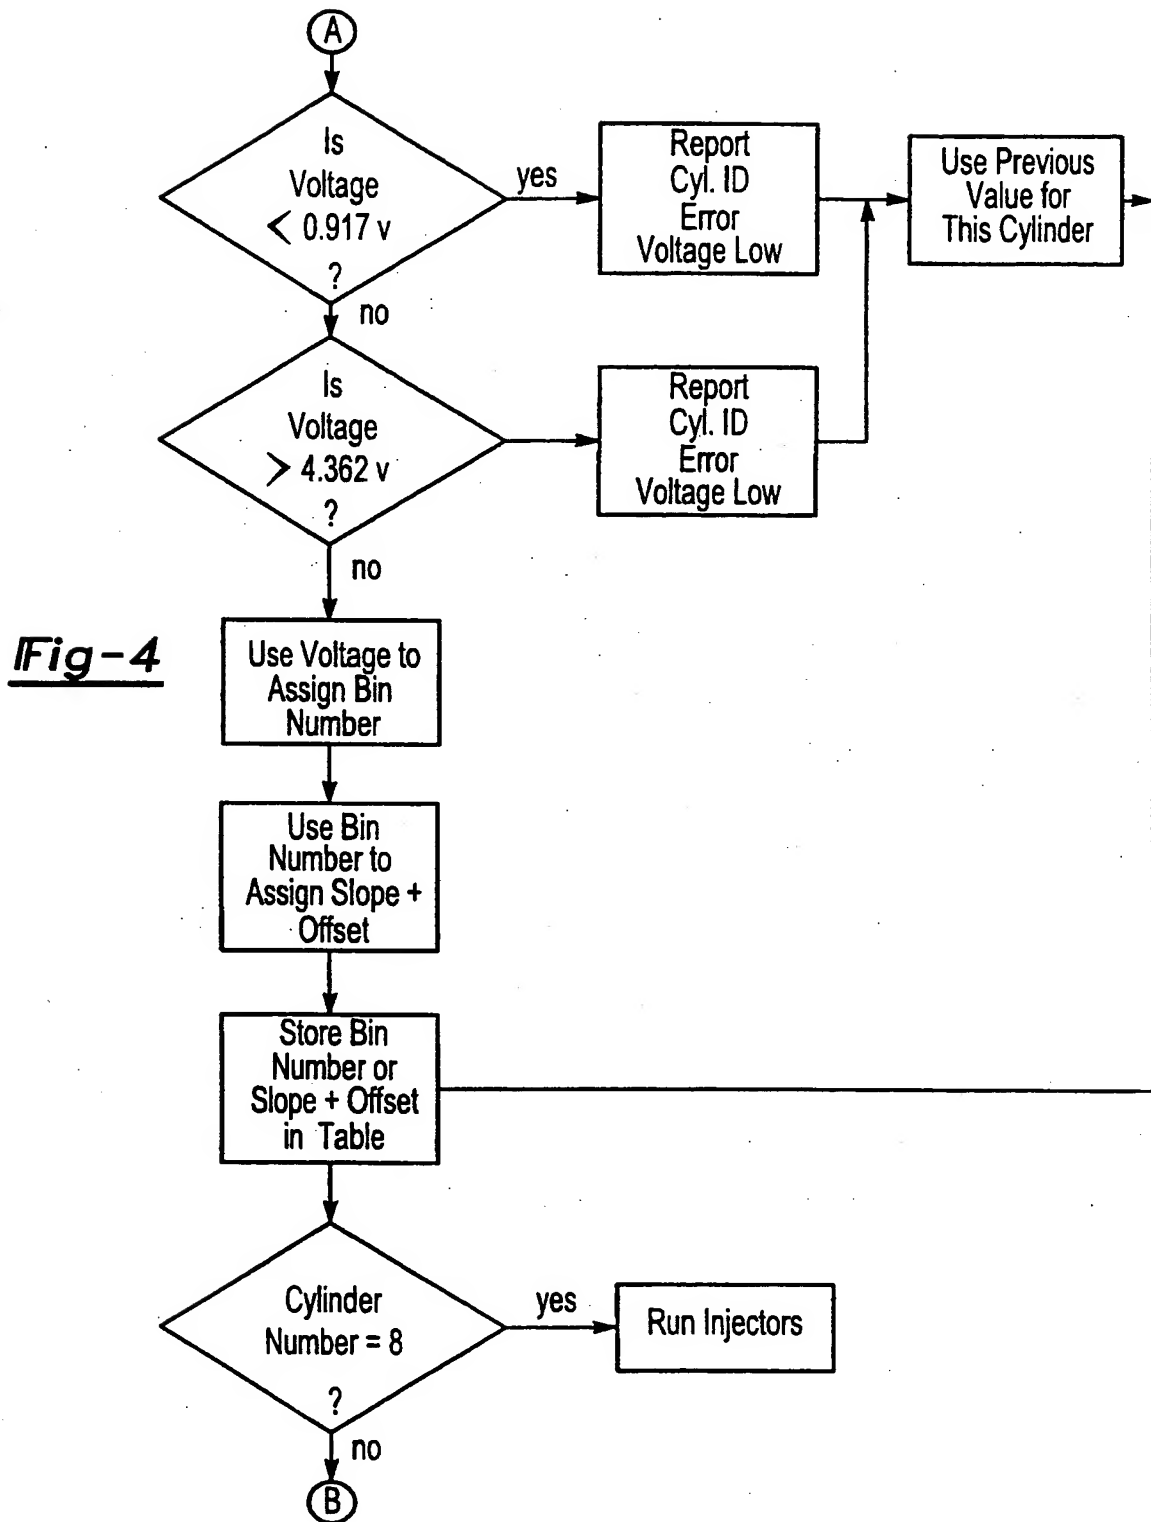 A
Is
Voltage
< 0.917 v
?
yes
no
Report
Cyl. ID
Error
Voltage Low
Use Previous
Value for
This Cylinder
Is
Voltage
> 4.362 v
?
no
Report
Cyl. ID
Error
Voltage Low
Fig-4
Use Voltage to
Assign Bin
Number
Use Bin
Number to
Assign Slope +
Offset
Store Bin
Number or
Slope + Offset
in Table
Cylinder
Number = 8
?
yes
no
Run Injectors
B